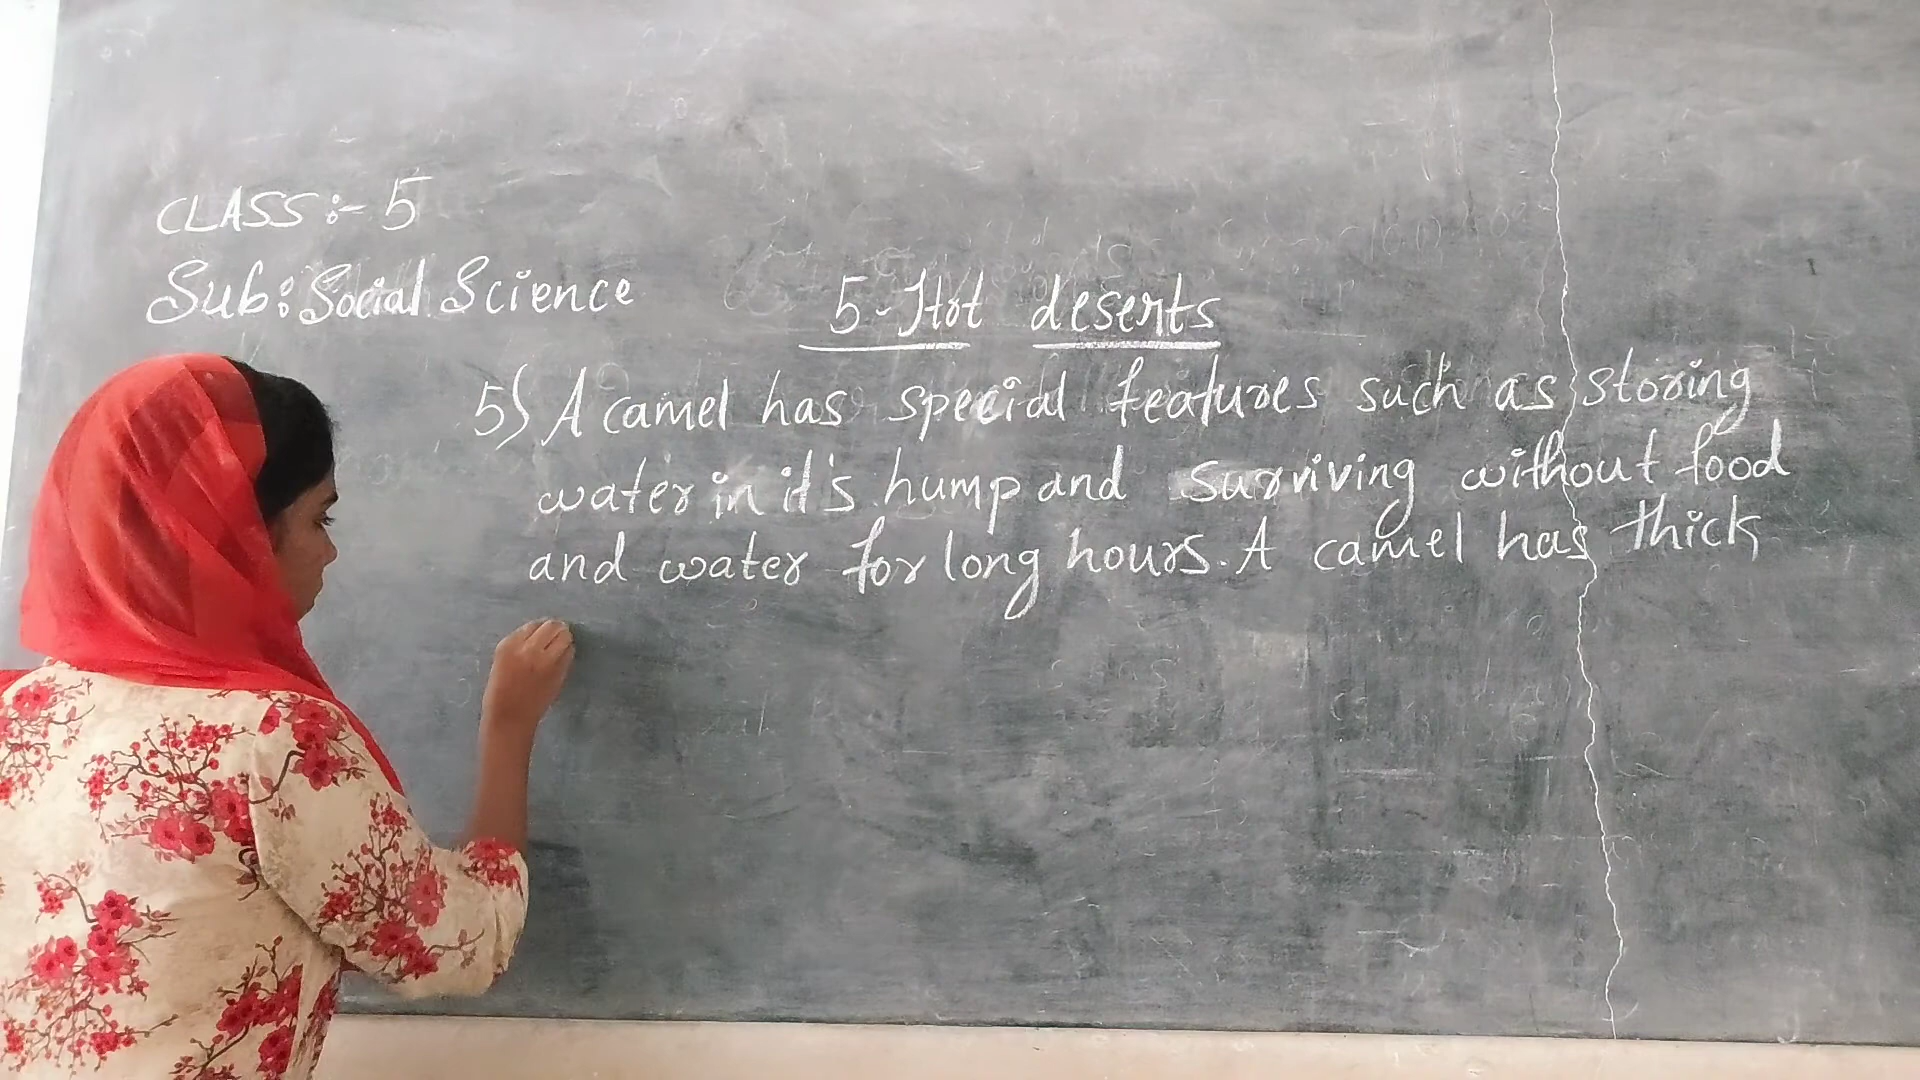 CLASS:- 5
Sub: Social Science
5-Hot deserts
5) A camel has special features such as storing
water in it's hump and surviving without food
and water for long hours. A camel has thick